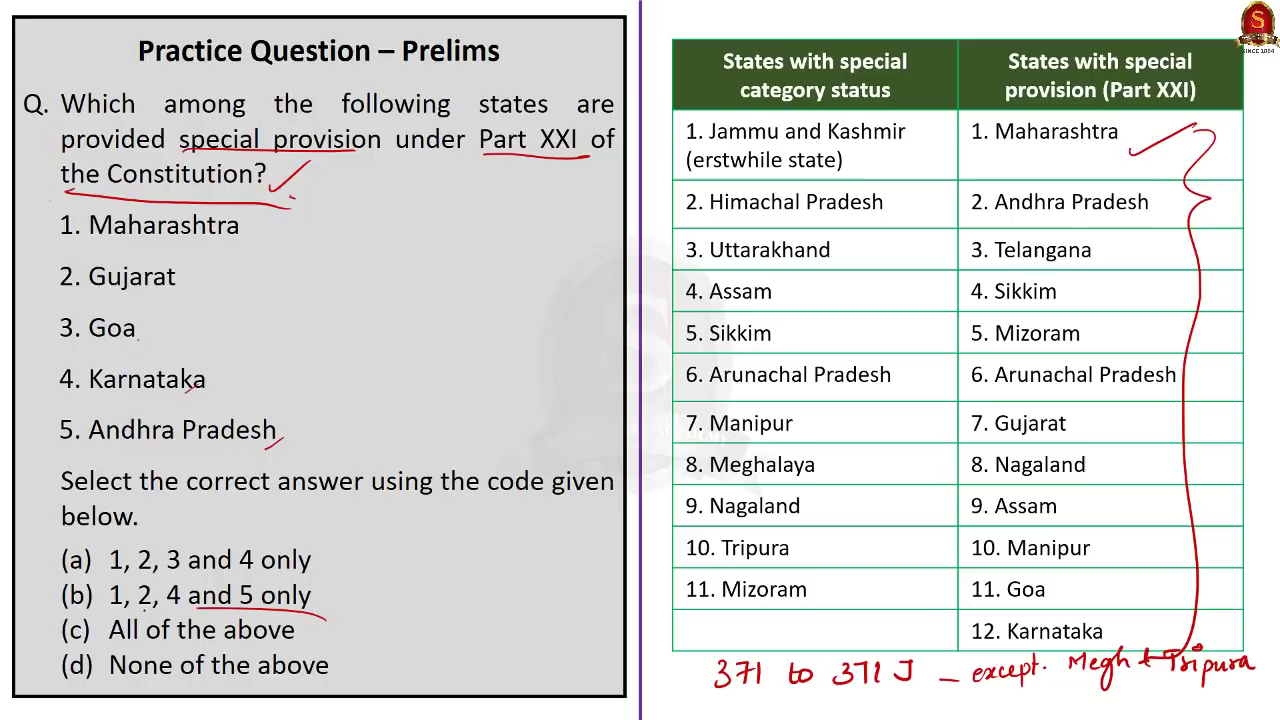 Practice Question – Prelims
Q. Which among the following states are
provided special provision under Part XXI of
the Constitution?
1. Maharashtra
2. Gujarat
3. Goa
4. Karnataka
5. Andhra Pradesh
Select the correct answer using the code given
below.
(a) 1, 2, 3 and 4 only
(b) 1, 2, 4 and 5 only
(c) All of the above
(d) None of the above
S
SINCE 2004
States with special
category status
States with special
provision (Part XXI)
1. Jammu and Kashmir
(erstwhile state)
1. Maharashtra
2. Himachal Pradesh
2. Andhra Pradesh
3. Uttarakhand
3. Telangana
4. Assam
4. Sikkim
5. Sikkim
5. Mizoram
6. Arunachal Pradesh
6. Arunachal Pradesh
7. Manipur
7. Gujarat
8. Meghalaya
8. Nagaland
9. Nagaland
9. Assam
10. Tripura
10. Manipur
11. Mizoram
11. Goa
12. Karnataka
371 to 371 J – except. Megh & Tripura